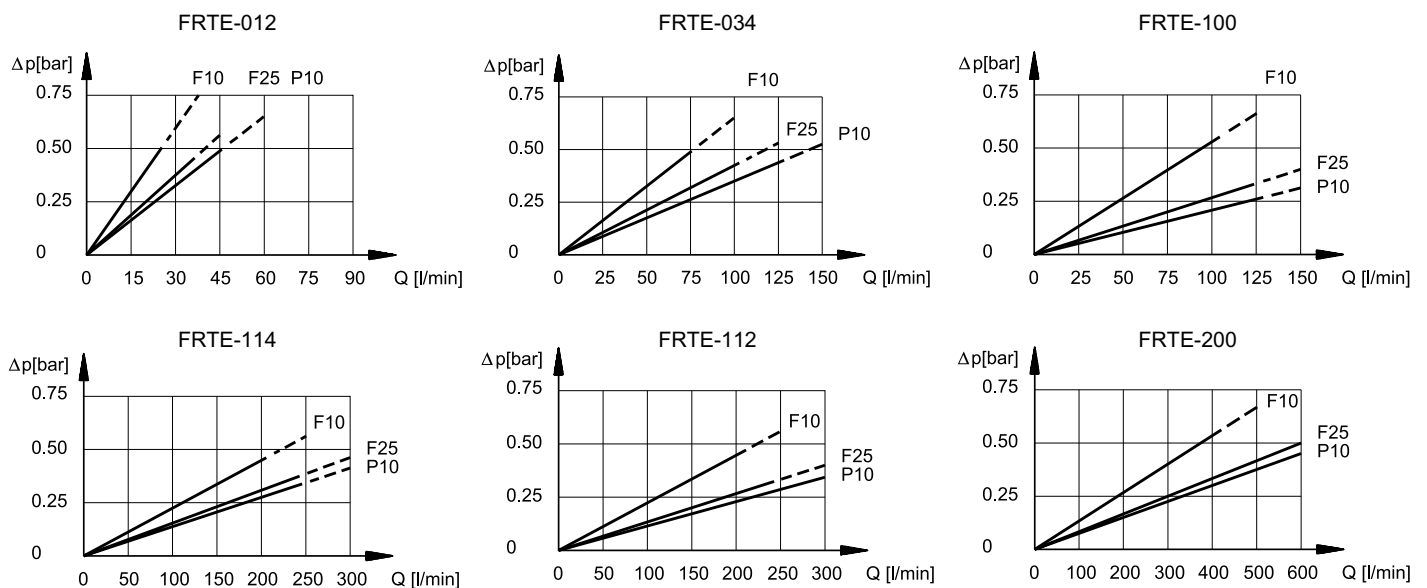 FRTE-012
Δp[bar]
F10 F25 P10
0.75
0.50
0.25
0
0 15 30 45 60 75 90 Q [l/min]
FRTE-034
Δp[bar]
F10
0.75
F25
P10
0.50
0.25
0
0 25 50 75 100 125 150 Q [l/min]
FRTE-100
Δp[bar]
F10
0.75
0.50
F25
0.25
P10
0
0 25 50 75 100 125 150 Q [l/min]
FRTE-114
Δp[bar]
0.75
F10
0.50
F25
P10
0.25
0
0 50 100 150 200 250 300 Q [l/min]
FRTE-112
Δp[bar]
0.75
F10
0.50
F25
P10
0.25
0
0 50 100 150 200 250 300 Q [l/min]
FRTE-200
Δp[bar]
0.75
F10
0.50
F25
P10
0.25
0
0 100 200 300 400 500 600 Q [l/min]